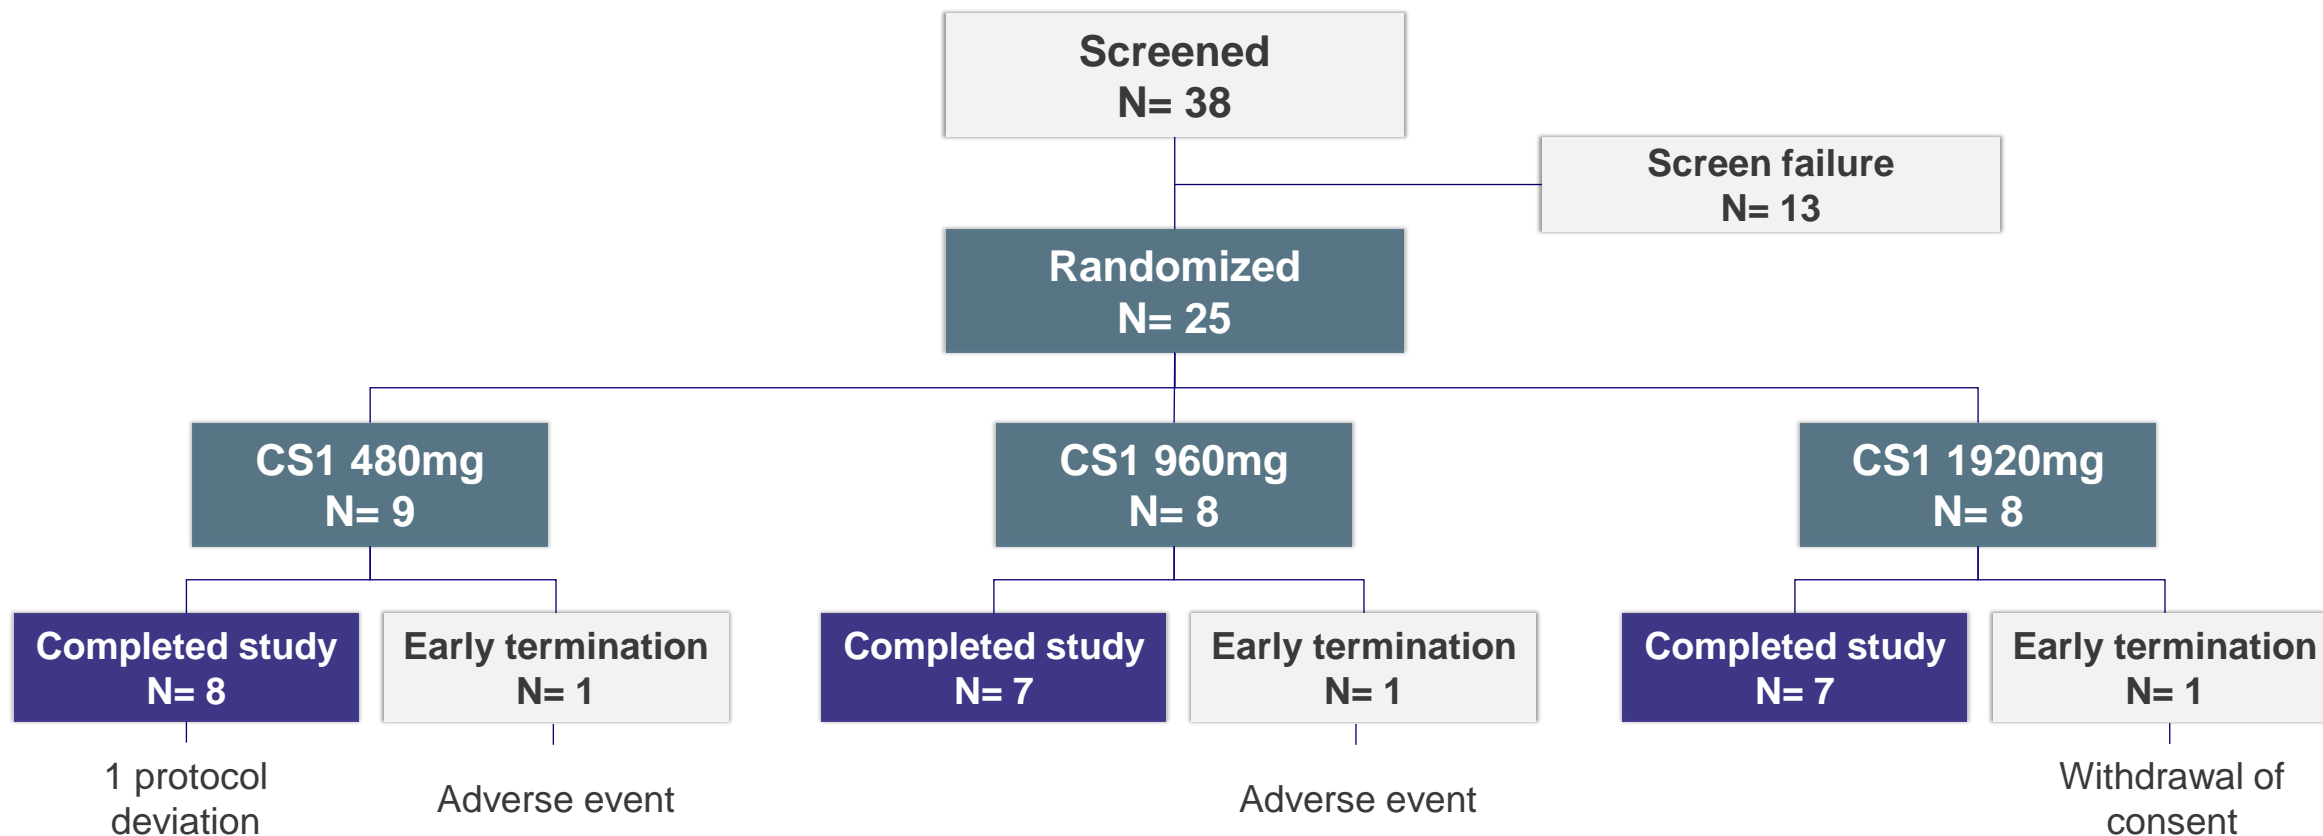 Screened
N= 38
Screen failure
N= 13
Randomized
N= 25
CS1 480mg
N= 9
CS1 960mg
N= 8
CS1 1920mg
N= 8
Completed study
N= 8
Early termination
N= 1
Completed study
N= 7
Early termination
N= 1
Completed study
N= 7
Early termination
N= 1
1 protocol
deviation
Adverse event
Adverse event
Withdrawal of
consent